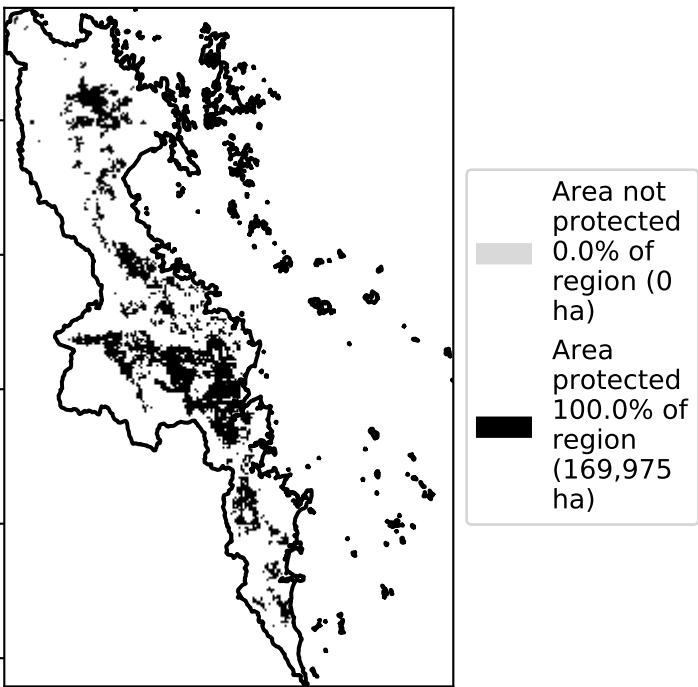 Area not
protected
0.0% of
region (0
ha)
Area
protected
100.0% of
region
(169,975
ha)